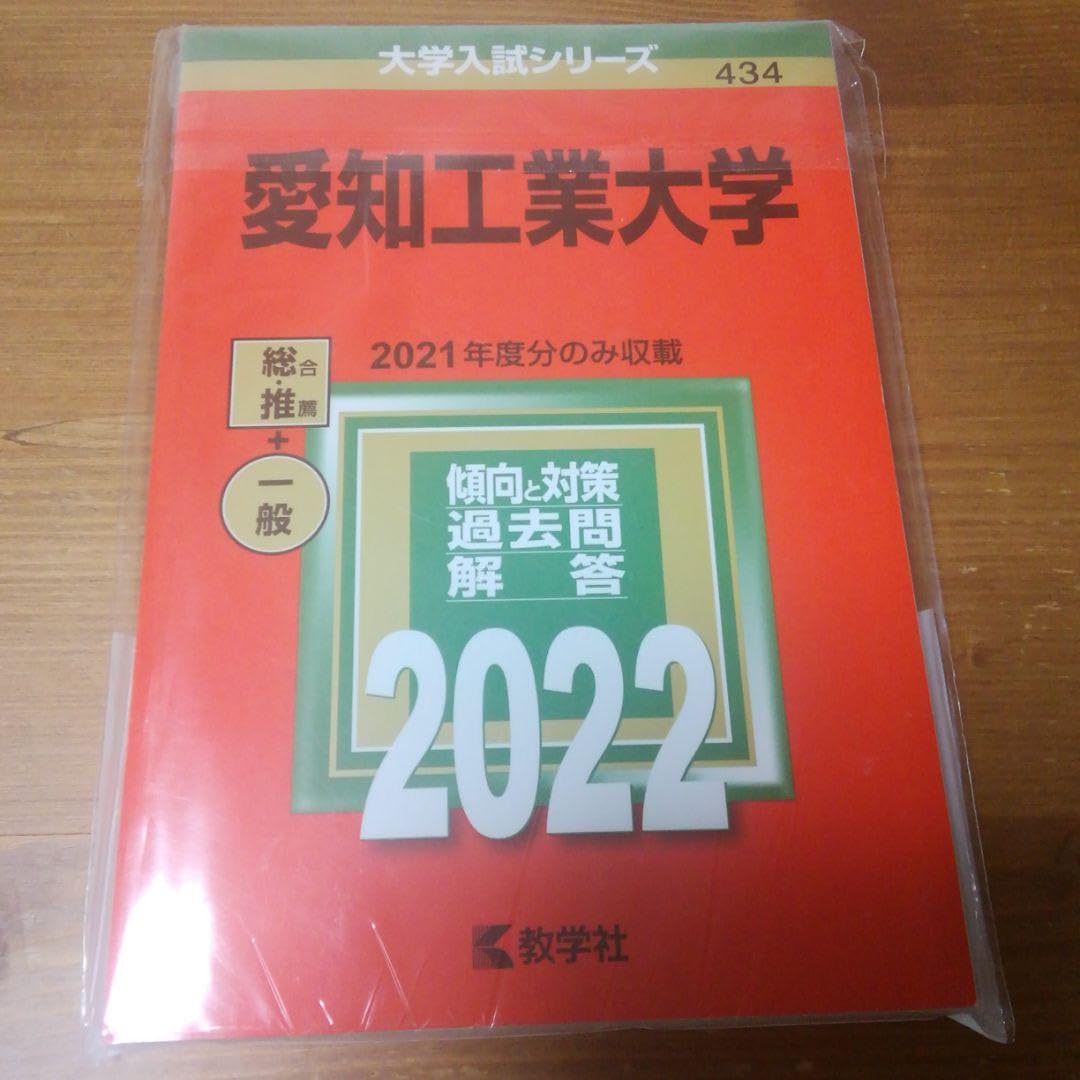 大学入試シリーズ
434
愛知工業大学
2021年度分のみ収載
総合・推薦
+
一般
傾向と対策
過去問
解答
2022
教学社